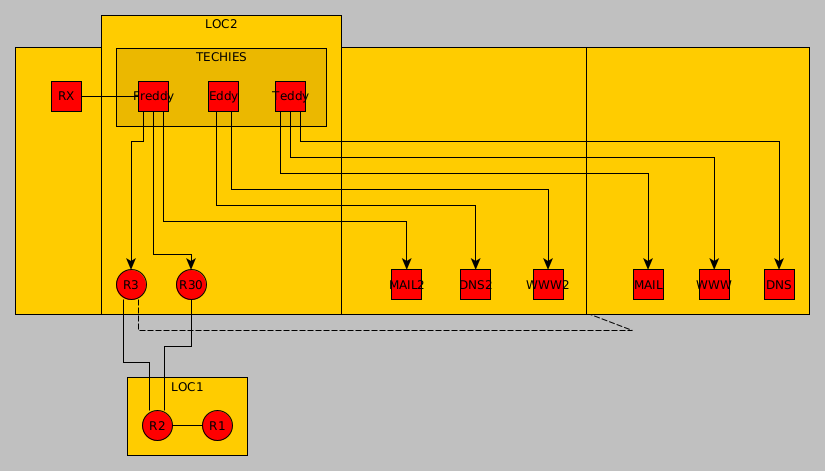 LOC2
TECHIES
RX
Freddy
Eddy
Teddy
R3
R30
MAIL2
DNS2
WWW2
MAIL
WWW
DNS
LOC1
R2
R1